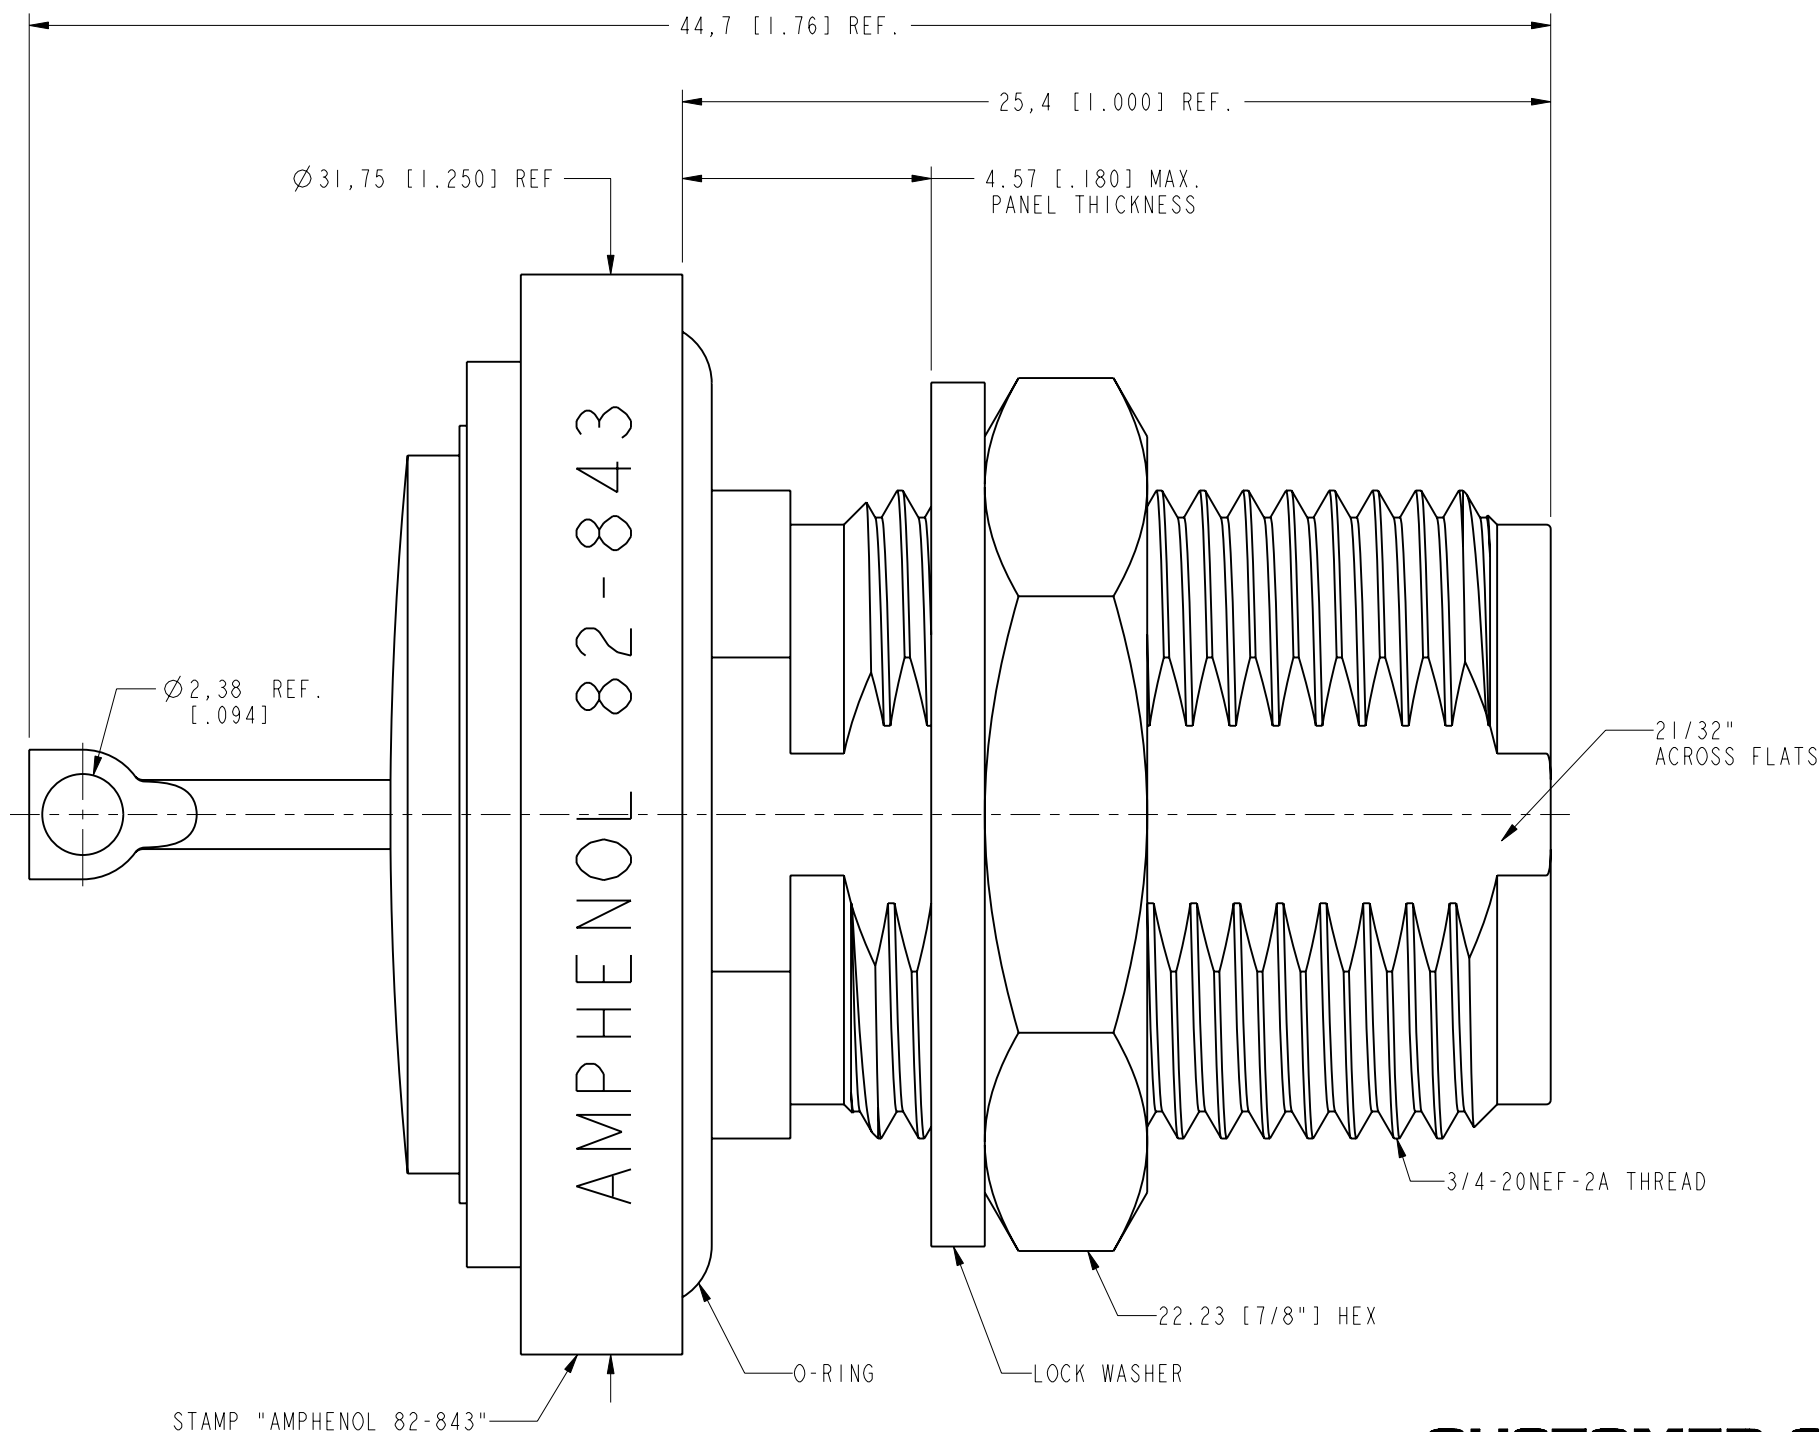 44,7 [1.76] REF.
25,4 [1.000] REF.
Ø31,75 [1.250] REF
4.57 [.180] MAX.
PANEL THICKNESS
AMPHENOL 82-843
Ø2,38 REF.
[.094]
21/32"
ACROSS FLATS
3/4-20NEF-2A THREAD
22.23 [7/8"] HEX
O-RING
LOCK WASHER
STAMP "AMPHENOL 82-843"
CUSTOMER